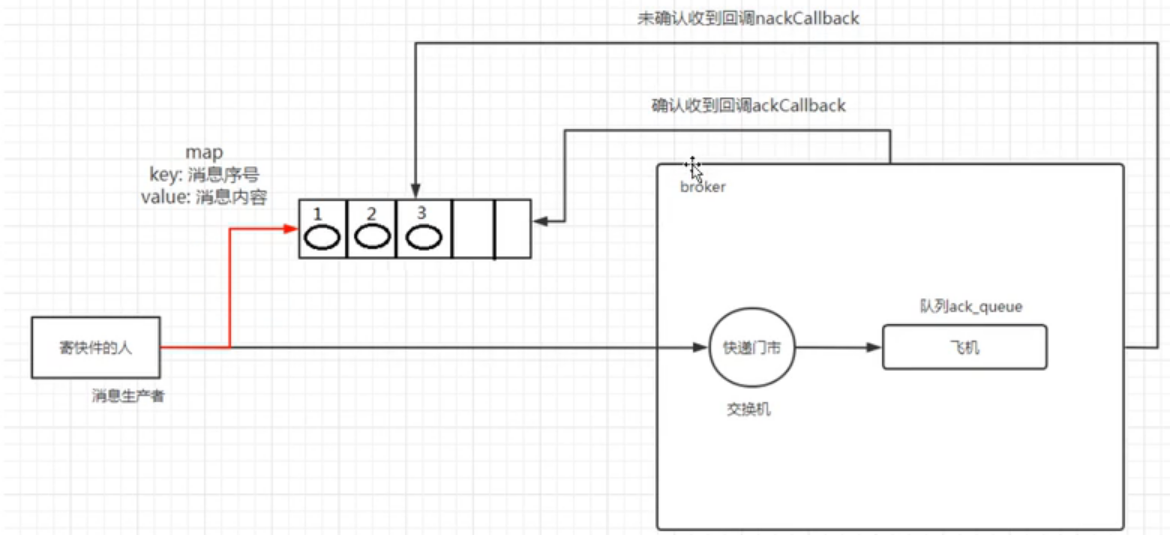 未确认收到回调nackCallback
确认收到回调ackCallback
map
key: 消息序号
value: 消息内容
1
2
3
broker
队列ack_queue
寄快件的人
快递门市
飞机
消息生产者
交换机